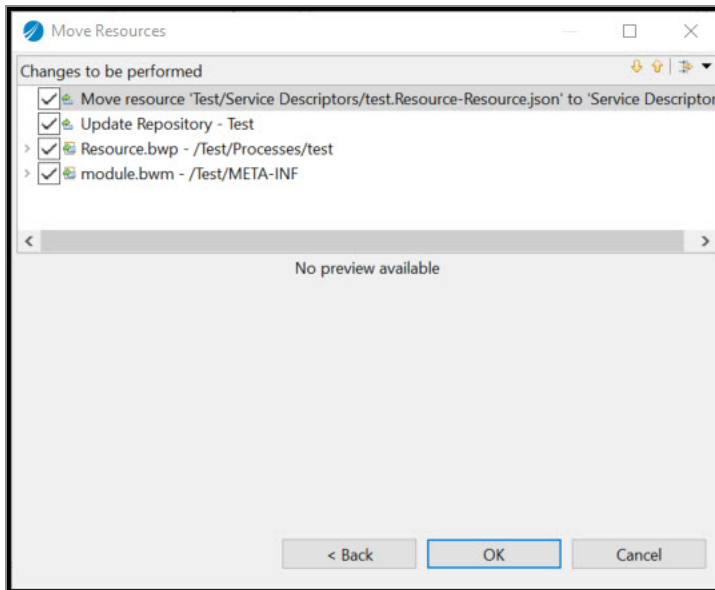 Move Resources
Changes to be performed
Move resource 'Test/Service Descriptors/test.Resource-Resource.json' to 'Service Descriptor
Update Repository - Test
Resource.bwp - /Test/Processes/test
module.bwm - /Test/META-INF
No preview available
< Back
OK
Cancel